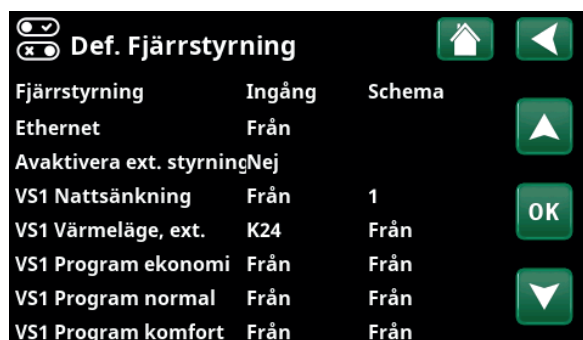 Def. Fjärrstyrning
Fjärrstyrning Ingång Schema
Ethernet Från
Avaktivera ext. styrning Nej
VS1 Nattsänkning Från 1
VS1 Värmeläge, ext. K24 Från
VS1 Program ekonomi Från Från
VS1 Program normal Från Från
VS1 Program komfort Från Från
OK